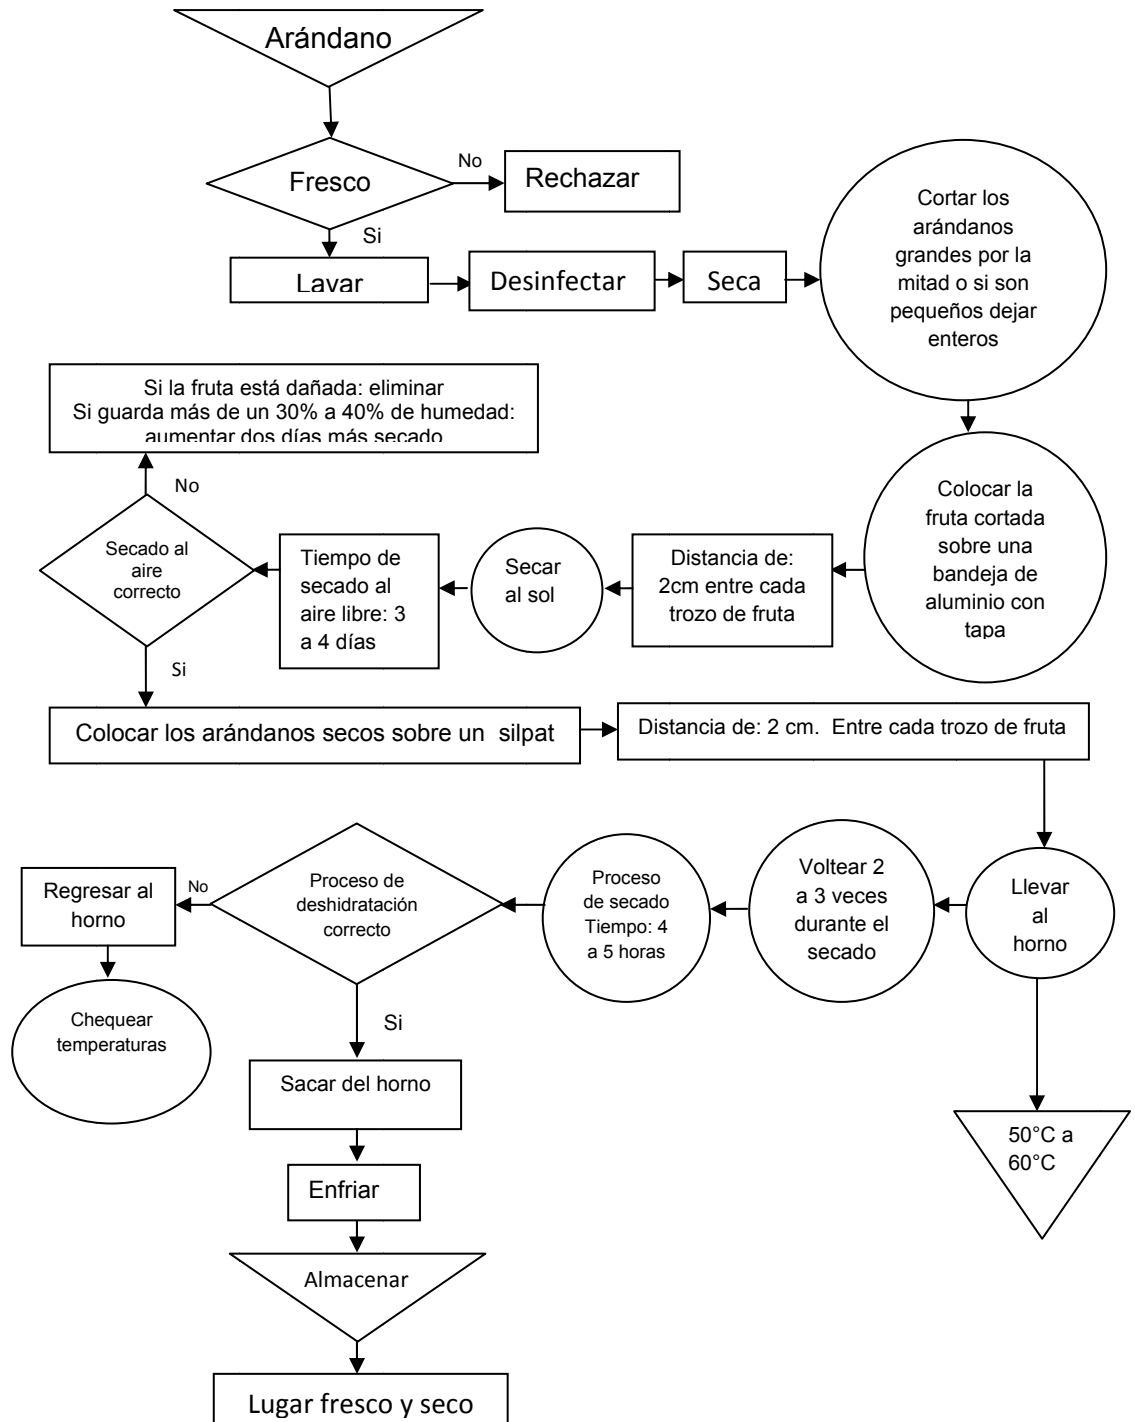 Arándano
Fresco
No
Rechazar
Si
Lavar
Desinfectar
Seca
Cortar los
arándanos
grandes por la
mitad o si son
pequeños dejar
enteros
Colocar la
fruta cortada
sobre una
bandeja de
aluminio con
tapa
Distancia de:
2cm entre cada
trozo de fruta
Secar
al sol
Tiempo de
secado al
aire libre: 3
a 4 días
Secado al
aire
correcto
No
Si la fruta está dañada: eliminar
Si guarda más de un 30% a 40% de humedad:
aumentar dos días más secado
Si
Colocar los arándanos secos sobre un silpat
Distancia de: 2 cm. Entre cada trozo de fruta
Llevar
al
horno
50°C a
60°C
Voltear 2
a 3 veces
durante el
secado
Proceso
de secado
Tiempo: 4
a 5 horas
Proceso de
deshidratación
correcto
No
Regresar al
horno
Chequear
temperaturas
Si
Sacar del horno
Enfriar
Almacenar
Lugar fresco y seco